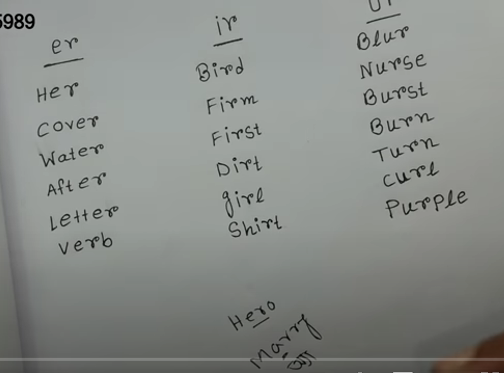 5989
er
Her
Cover
Water
After
Letter
Verb
ir
Bird
Firm
First
Dirt
girl
Shirt
ur
Blur
Nurse
Burst
Burn
Turn
Curl
Purple
Hero
Marry